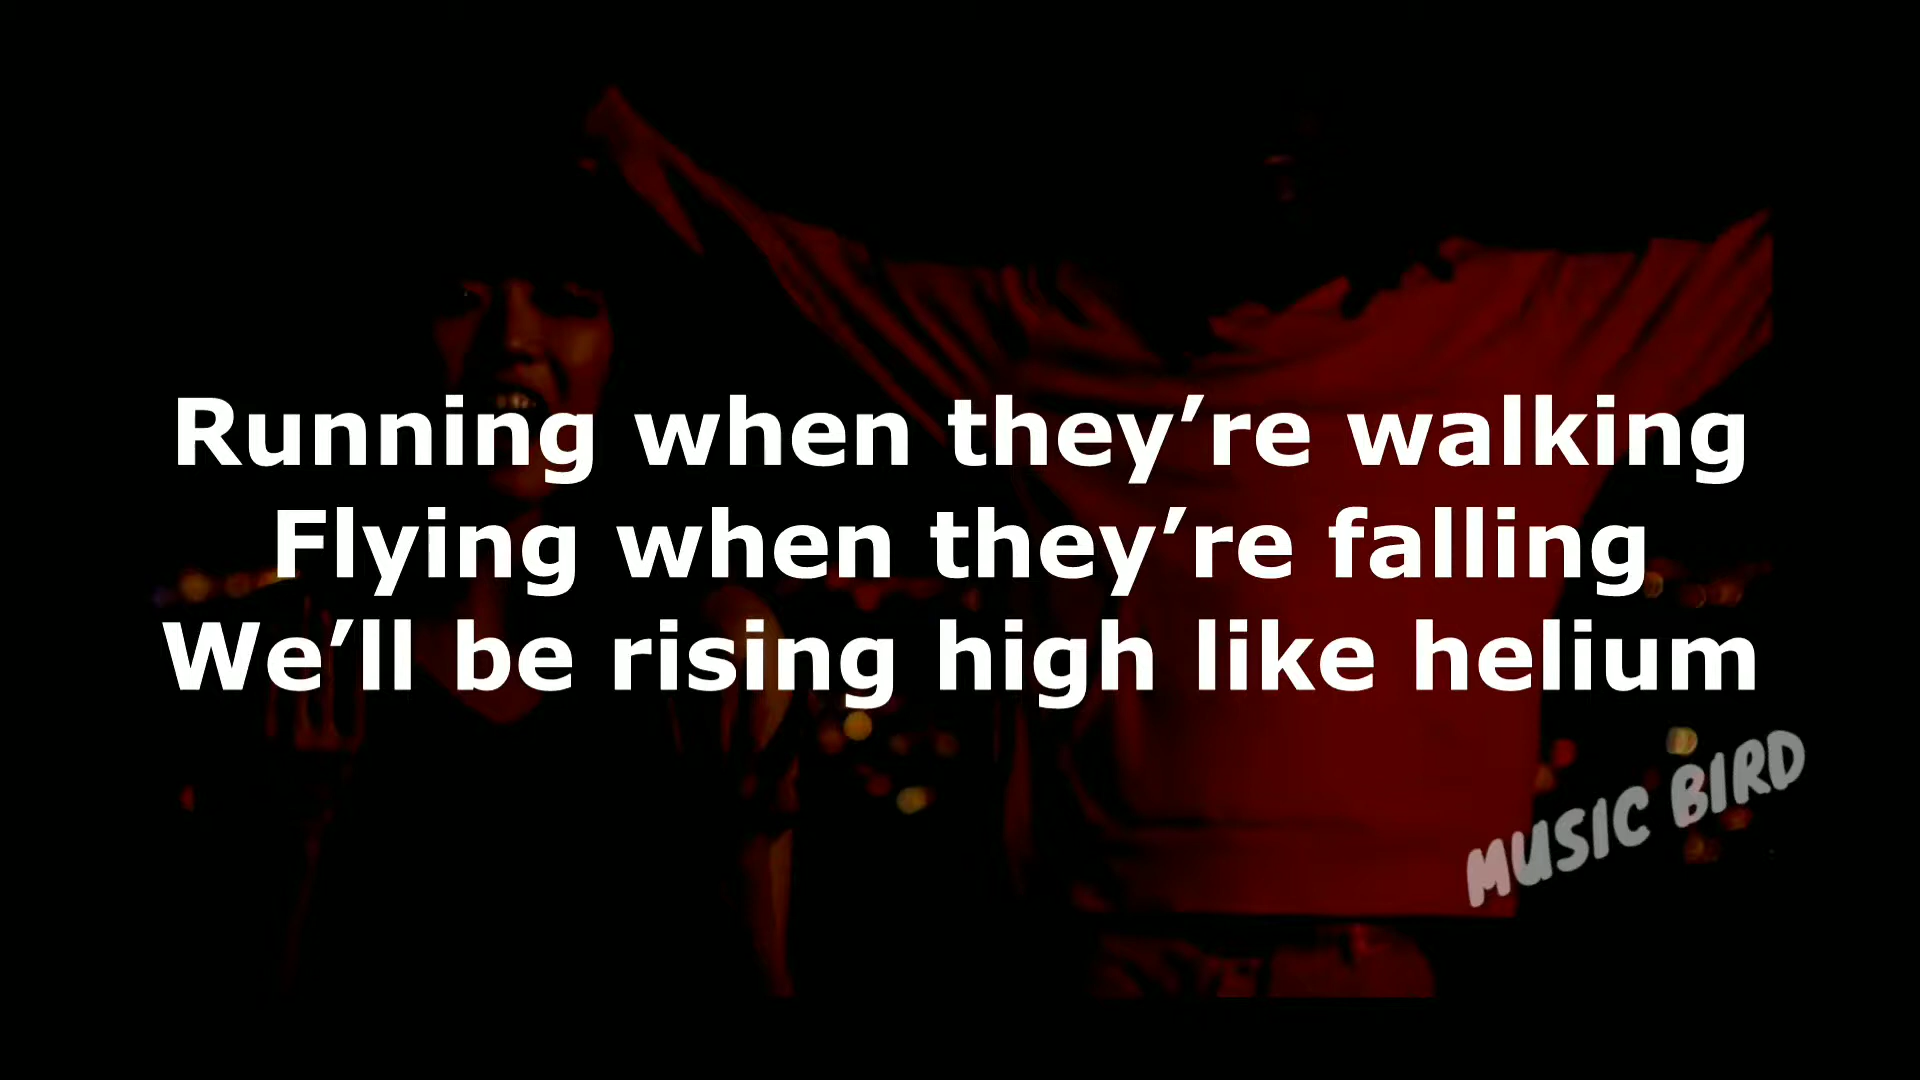 Running when they’re walking
Flying when they’re falling
We’ll be rising high like helium
MUSIC BIRD